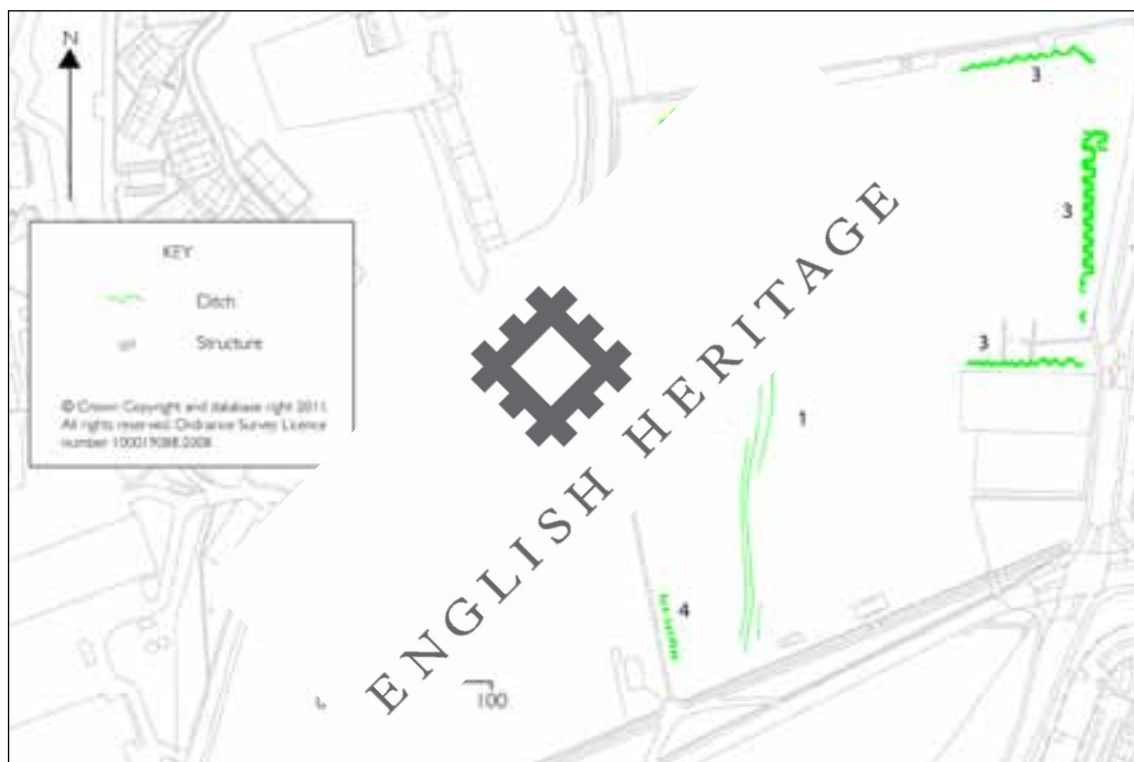 N
3
3
KEY
Ditch
Structure
3
© Crown Copyright and database right 2011.
All rights reserved. Ordnance Survey Licence
number 100019088.2008.
1
4
100
ENGLISH HERITAGE